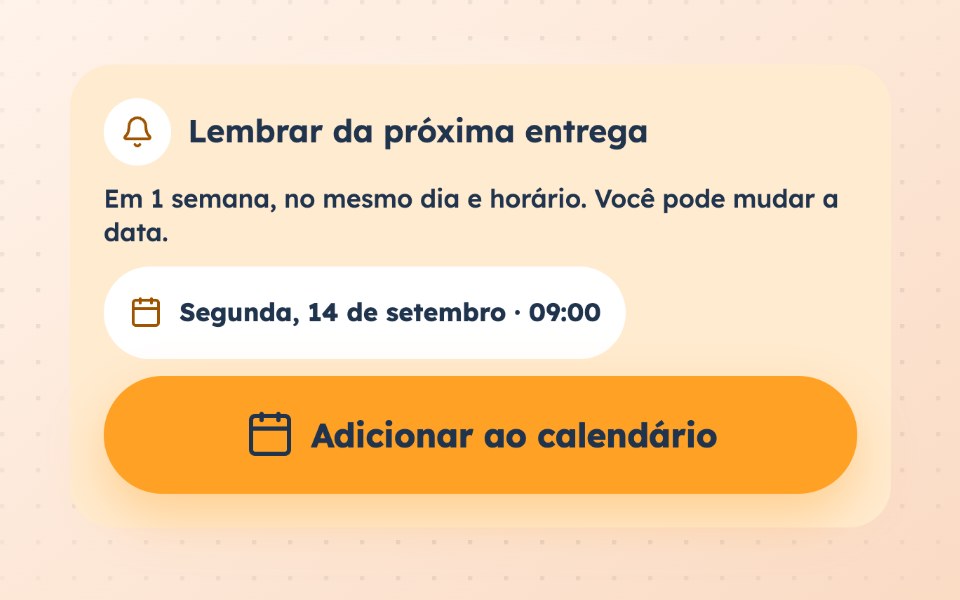 Lembrar da próxima entrega
Em 1 semana, no mesmo dia e horário. Você pode mudar a
data.
Segunda, 14 de setembro · 09:00
Adicionar ao calendário